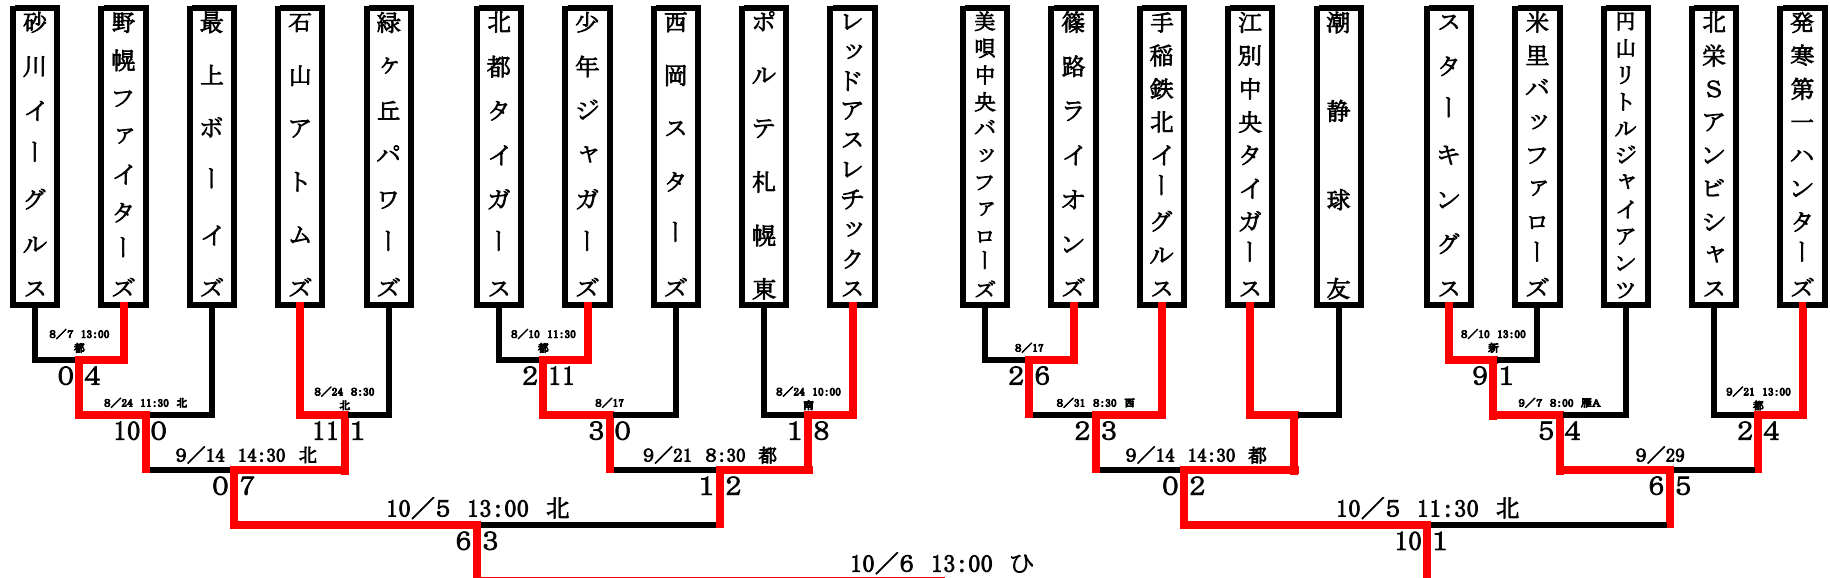 砂川イーグルス
野幌ファイターズ
最上ボーイズ
石山アトムズ
緑ヶ丘パワーズ
北都タイガース
少年ジャガーズ
西岡スターズ
ポルテ札幌東
レッドアスレチックス
美唄中央バッファローズ
篠路ライオンズ
手稲鉄北イーグルス
江別中央タイガース
潮静球友
スターキングス
米里バッファローズ
円山リトルジャイアンツ
北栄Sアンビシャス
発寒第一ハンターズ
8/7 13:00
都
0 4
8/10 11:30
都
2 11
8/17
2 6
8/10 13:00
新
9 1
8/24 11:30 北
10 0
8/24 8:30
北
11 1
8/17
3 0
8/24 10:00
南
1 8
8/31 8:30 西
2 3
9/7 8:00 雁A
5 4
9/21 13:00
都
2 4
9/14 14:30 北
0 7
9/21 8:30 都
1 2
9/14 14:30 都
0 2
9/29
6 5
10/5 13:00 北
6 3
10/5 11:30 北
10 1
10/6 13:00 ひ